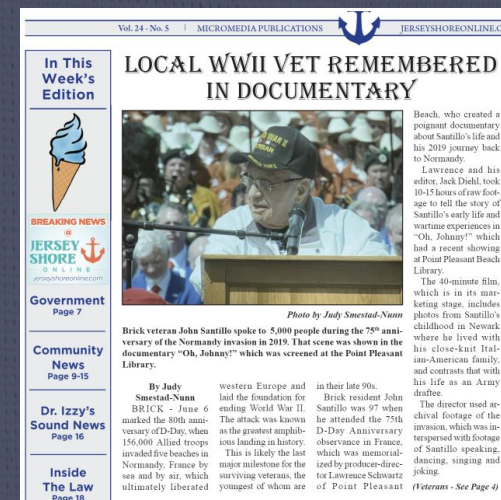 Vol. 24 - No. 5 | MICROMEDIA PUBLICATIONS
JERSEYSHOREONLINE.C
In This
Week's
Edition
BREAKING NEWS
@
JERSEY
SHORE
ONLINE
jerseyshoreonline.com
Government
Page 7
Community
News
Page 9-15
Dr. Izzy's
Sound News
Page 16
Inside
The Law
Page 18
LOCAL WWII VET REMEMBERED
IN DOCUMENTARY
WAR II
VETERAN
Photo by Judy Smestad-Nunn
Brick veteran John Santillo spoke to 5,000 people during the 75th anni-
versary of the Normandy invasion in 2019. That scene was shown in the
documentary "Oh, Johnny!" which was screened at the Point Pleasant
Library.
By Judy
Smestad-Nunn
BRICK - June 6
marked the 80th anni-
versary of D-Day, when
156,000 Allied troops
invaded five beaches in
Normandy, France by
sea and by air, which
ultimately liberated
western Europe and
laid the foundation for
ending World War II.
The attack was known
as the greatest amphib-
ious landing in history.
This is likely the last
major milestone for the
surviving veterans, the
youngest of whom are
in their late 90s.
Brick resident John
Santillo was 97 when
he attended the 75th
D-Day Anniversary
observance in France,
which was memorial-
ized by producer-direc-
tor Lawrence Schwartz
of Point Pleasant
Beach, who created a
poignant documentary
about Santillo's life and
his 2019 journey back
to Normandy.
Lawrence and his
editor, Jack Diehl, took
10-15 hours of raw foot-
age to tell the story of
Santillo's early life and
wartime experiences in
"Oh, Johnny!" which
had a recent showing
at Point Pleasant Beach
Library.
The 40-minute film,
which is in its mar-
keting stage, includes
photos from Santillo's
childhood in Newark
where he lived with
his close-knit Ital-
ian-American family,
and contrasts that with
his life as an Army
draftee.
The director used ar-
chival footage of the
invasion, which was in-
terspersed with footage
of Santillo speaking,
dancing, singing and
joking.
(Veterans - See Page 4)